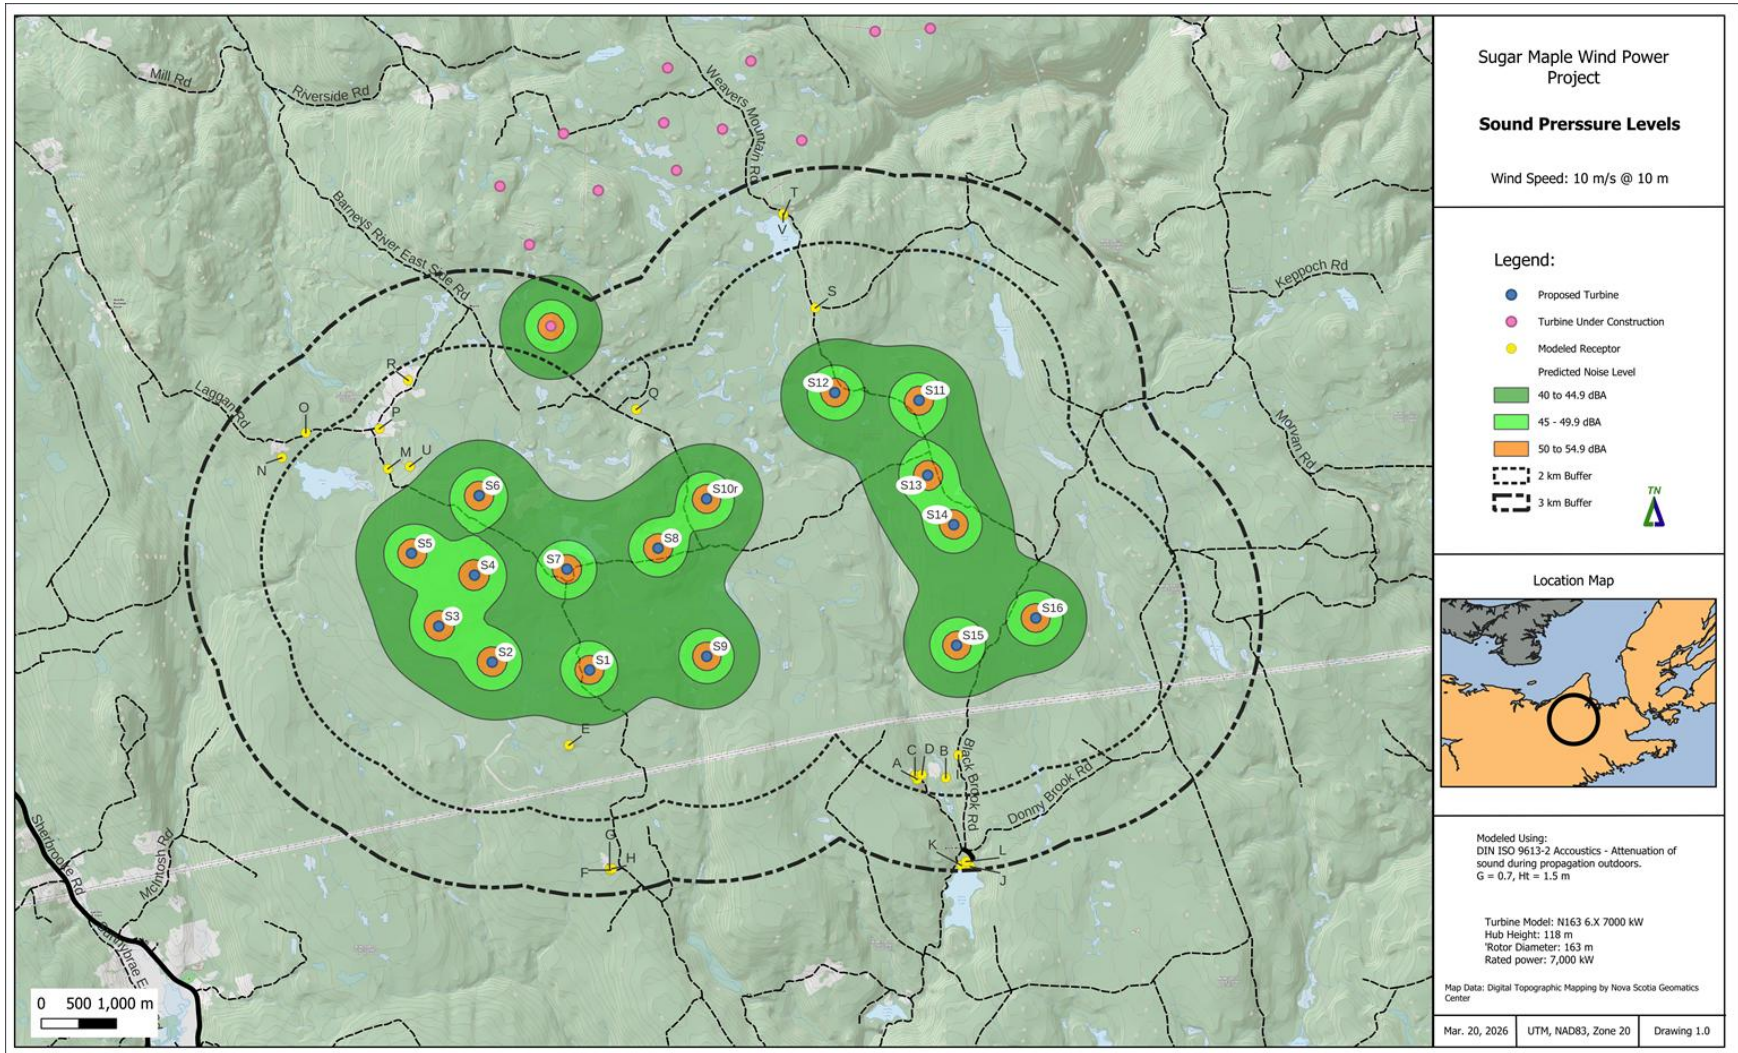 Mill Rd
Riverside Rd
Weavers Mountain Rd
Barneys River East Side Rd
T
V
S
Keppoch Rd
R
Q
S12
S11
Laggan Rd
O
P
Morvan Rd
N
M
U
S6
S10r
S13
S14
S5
S4
S7
S8
S3
S16
S2
S1
S9
S15
E
C
D
B
A
I
Black Brook Rd
Donny Brook Rd
Sherbrooke Rd
McIntosh Rd
G
H
F
K
L
J
Sunnybrae E
0 500 1,000 m
Sugar Maple Wind Power
Project
Sound Prerssure Levels
Wind Speed: 10 m/s @ 10 m
Legend:
Proposed Turbine
Turbine Under Construction
Modeled Receptor
Predicted Noise Level
40 to 44.9 dBA
45 - 49.9 dBA
50 to 54.9 dBA
2 km Buffer
3 km Buffer
TN
Location Map
Modeled Using:
DIN ISO 9613-2 Accoustics - Attenuation of
sound during propagation outdoors.
G = 0.7, Ht = 1.5 m
Turbine Model: N163 6.X 7000 kW
Hub Height: 118 m
'Rotor Diameter: 163 m
Rated power: 7,000 kW
Map Data: Digital Topographic Mapping by Nova Scotia Geomatics
Center
Mar. 20, 2026
UTM, NAD83, Zone 20
Drawing 1.0